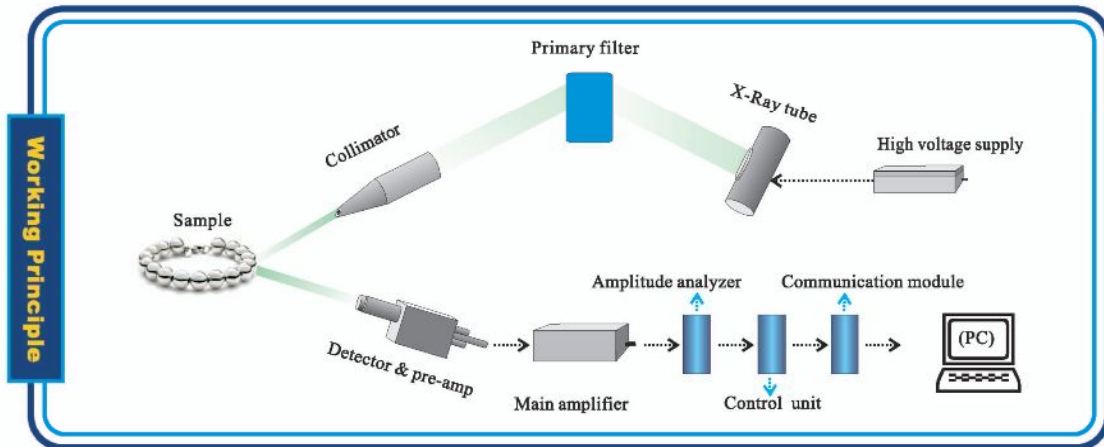 Working Principle
Primary filter
X-Ray tube
Collimator
High voltage supply
Sample
Amplitude analyzer
Communication module
(PC)
Detector & pre-amp
Main amplifier
Control unit